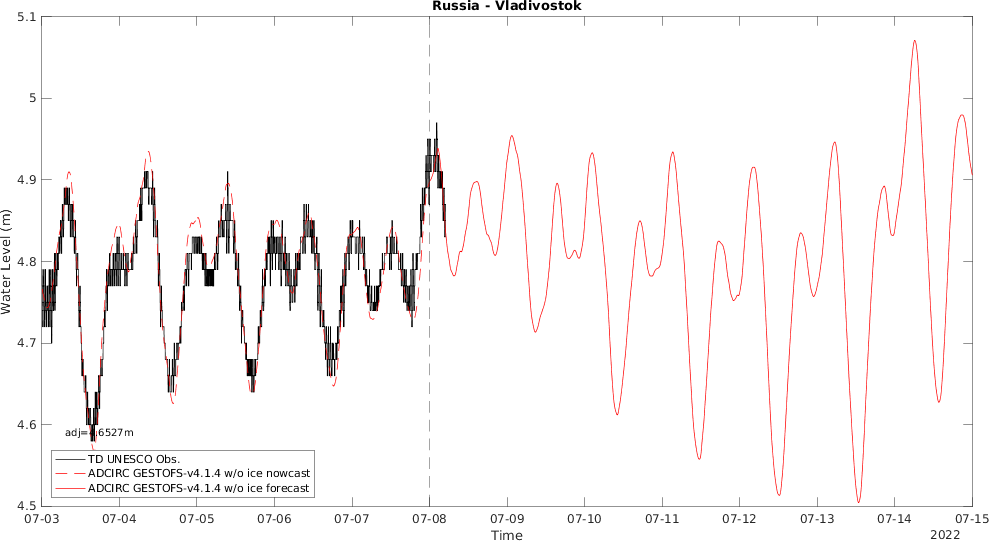 Russia - Vladivostok
5.1
5
4.9
4.8
4.7
4.6
4.5
Water Level (m)
adj=4.6527m
TD UNESCO Obs.
ADCIRC GESTOFS-v4.1.4 w/o ice nowcast
ADCIRC GESTOFS-v4.1.4 w/o ice forecast
07-03 07-04 07-05 07-06 07-07 07-08 07-09 07-10 07-11 07-12 07-13 07-14 07-15
Time
2022